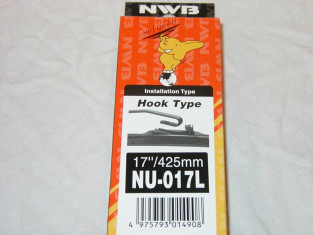 NWB
Installation Type
Hook Type
17"/425mm
NU-017L
4 975793 014908